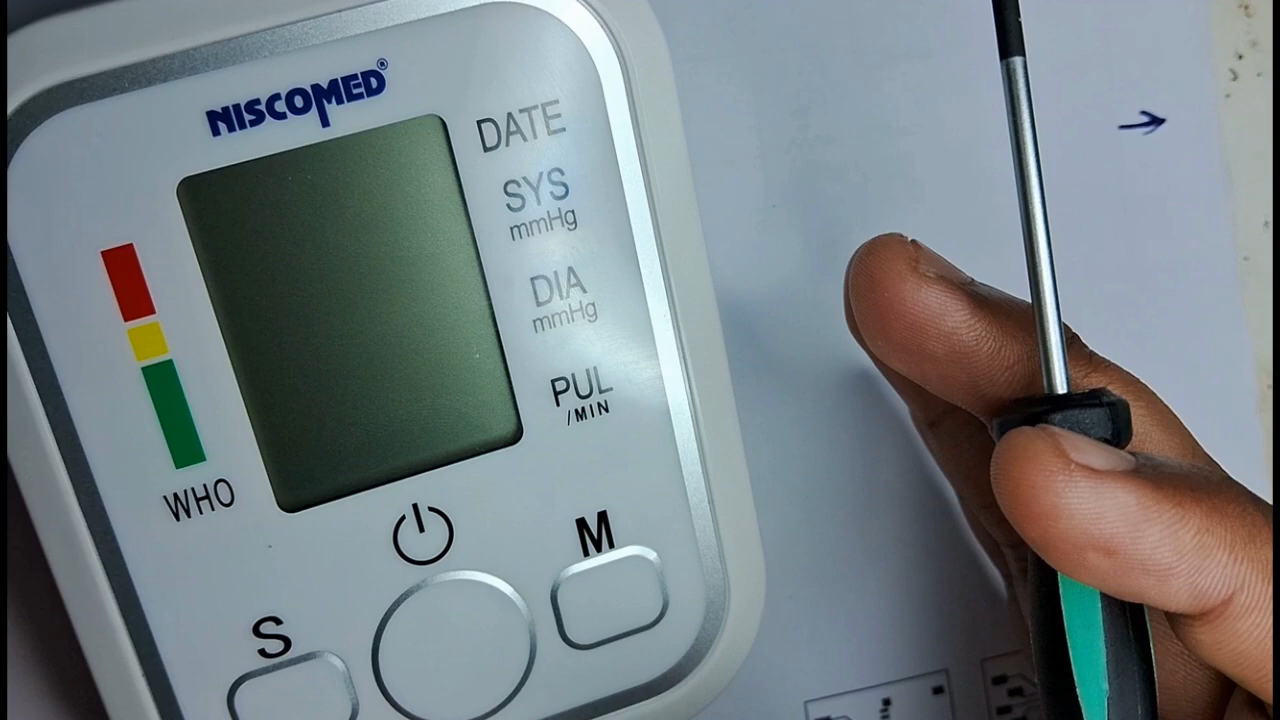 NISCOMED®
DATE
SYS
mmHg
DIA
mmHg
PUL
/MIN
WHO
M
S